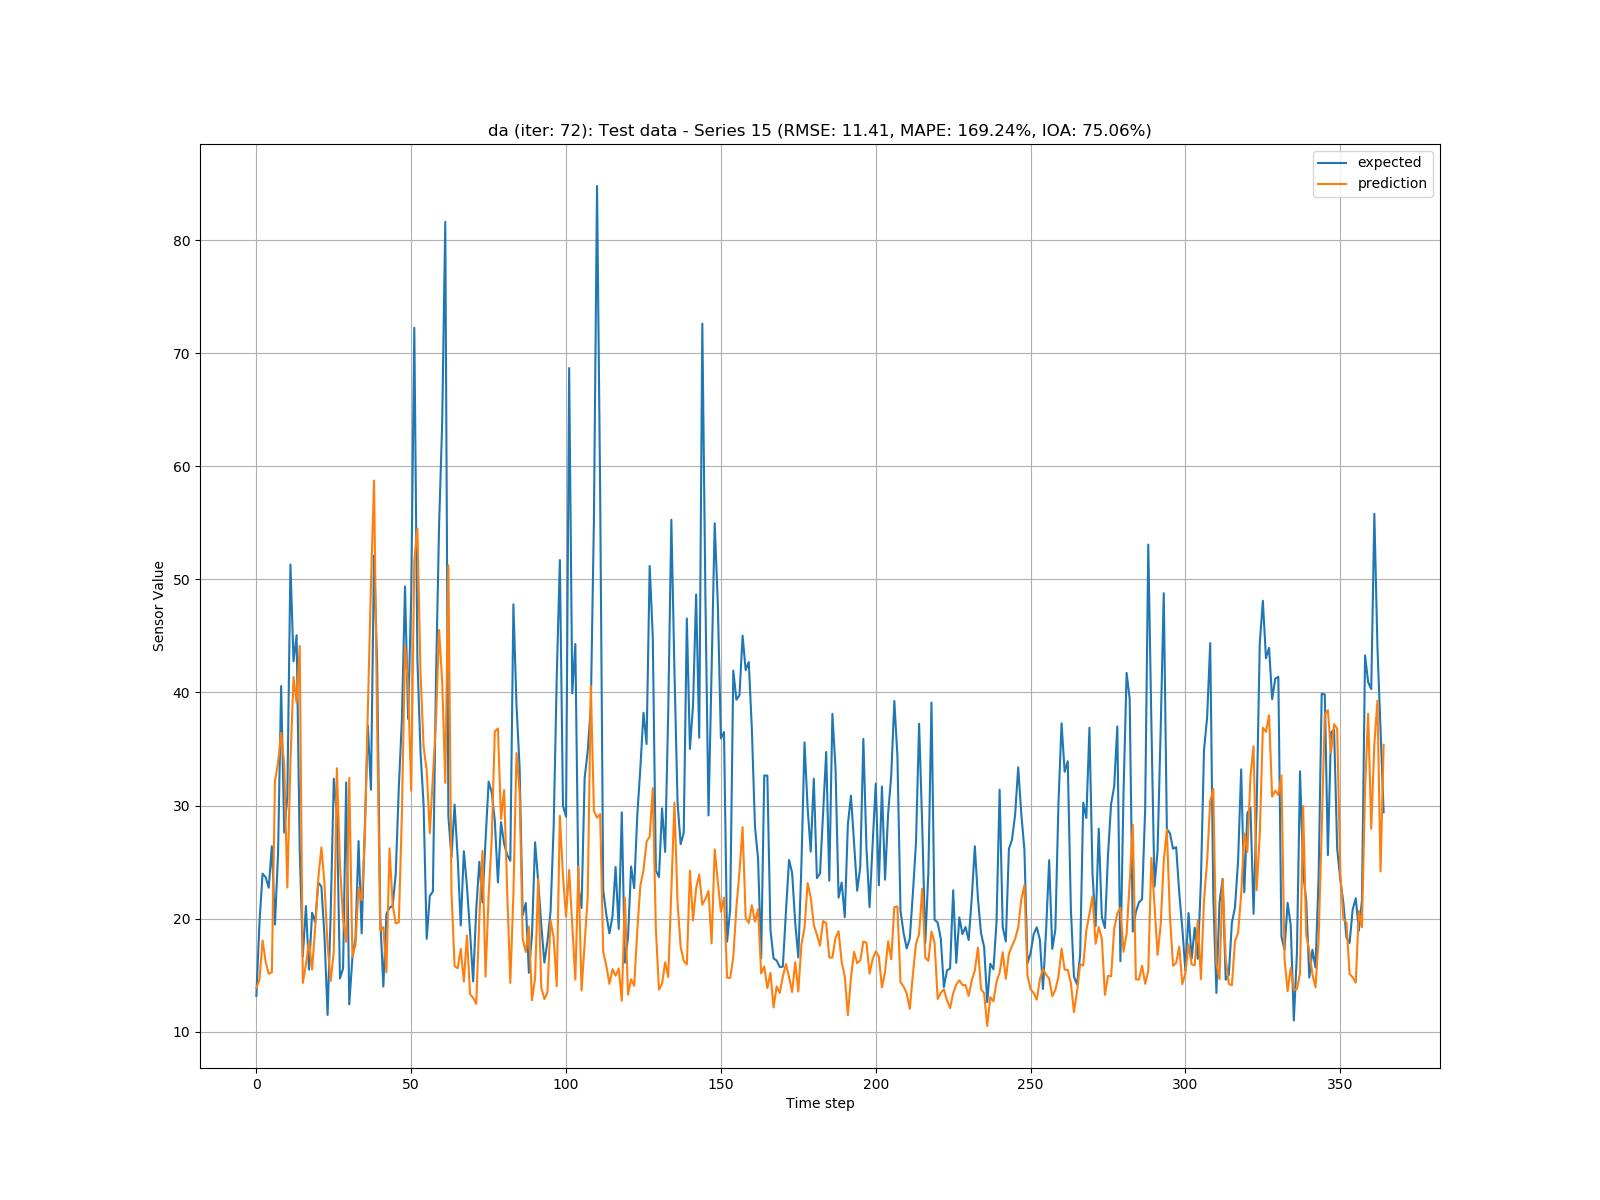 da (iter: 72): Test data - Series 15 (RMSE: 11.41, MAPE: 169.24%, IOA: 75.06%)
expected
prediction
80
70
60
50
40
30
20
10
Sensor Value
0 50 100 150 200 250 300 350
Time step